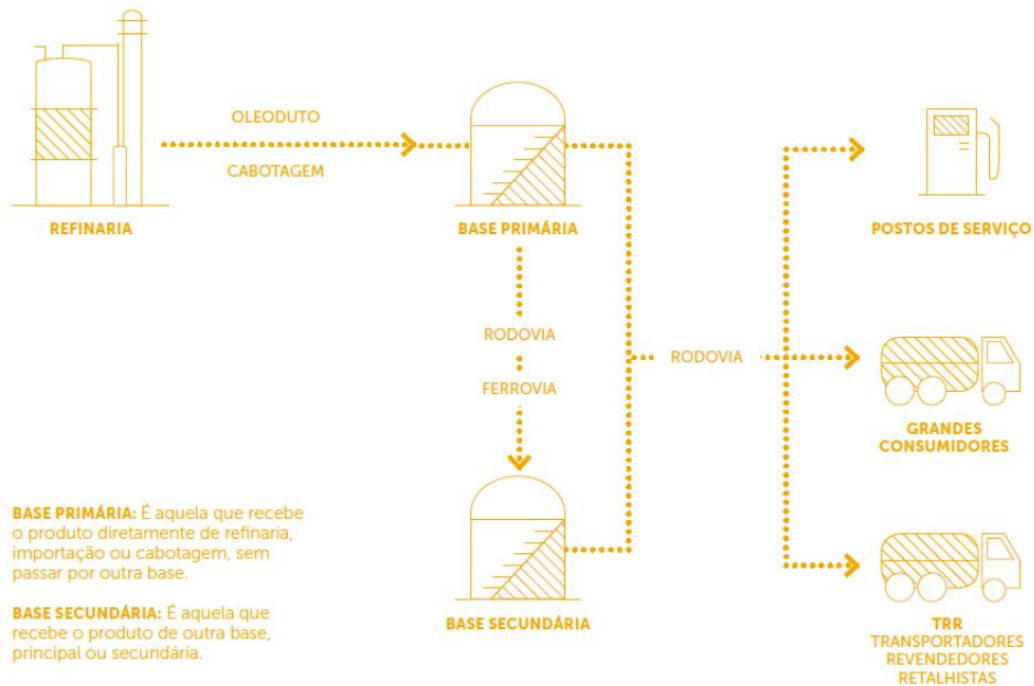 OLEODUTO
CABOTAGEM
REFINARIA
BASE PRIMÁRIA
POSTOS DE SERVIÇO
RODOVIA
FERROVIA
RODOVIA
GRANDES
CONSUMIDORES
BASE PRIMÁRIA: É aquela que recebe
o produto diretamente de refinaria,
importação ou cabotagem, sem
passar por outra base.
BASE SECUNDÁRIA: É aquela que
recebe o produto de outra base,
principal ou secundária.
BASE SECUNDÁRIA
TRR
TRANSPORTADORES
REVENDEDORES
RETALHISTAS